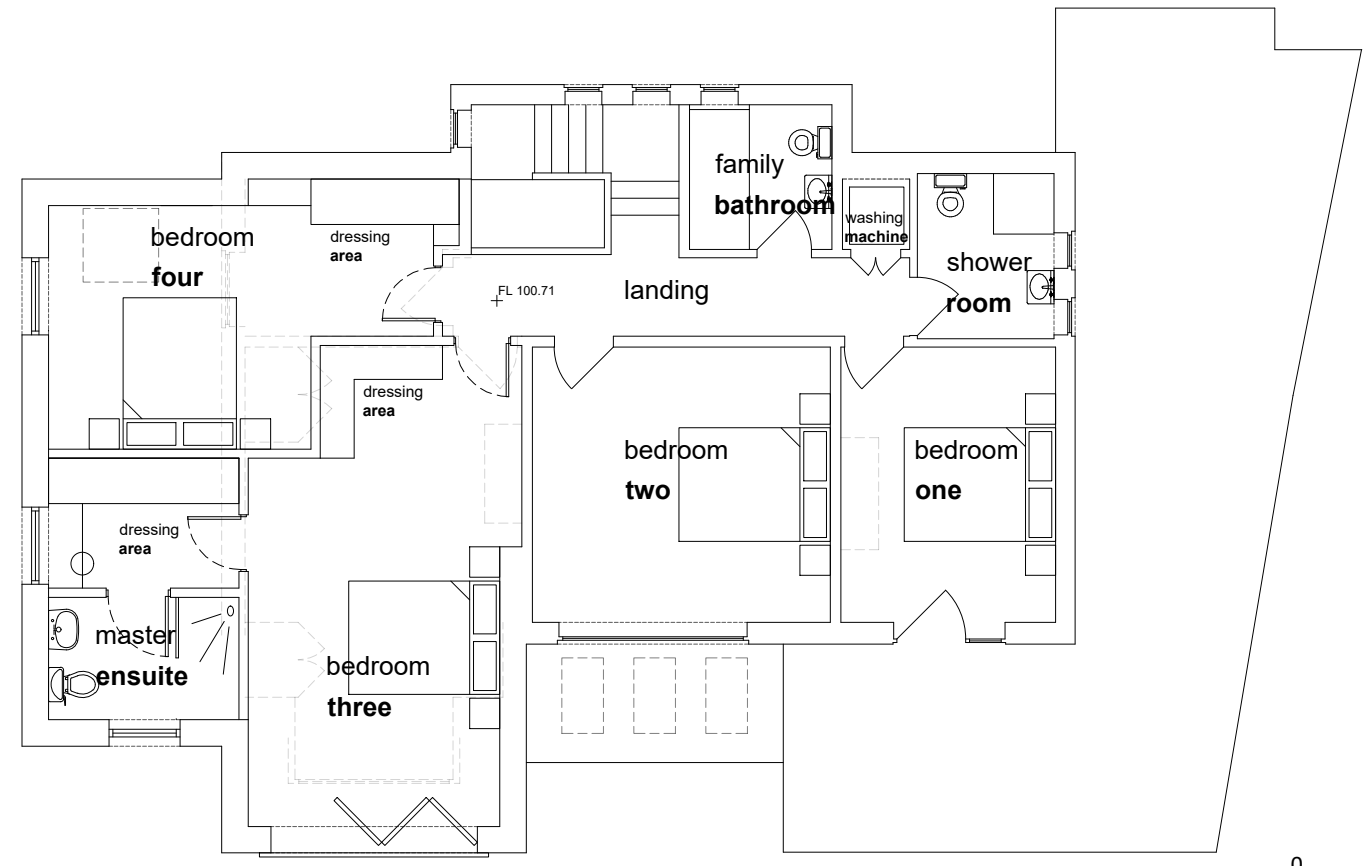 family
bathroom
washing
machine
bedroom
four
dressing
area
shower
room
FL 100.71
landing
dressing
area
bedroom
two
bedroom
one
dressing
area
master
ensuite
bedroom
three
0